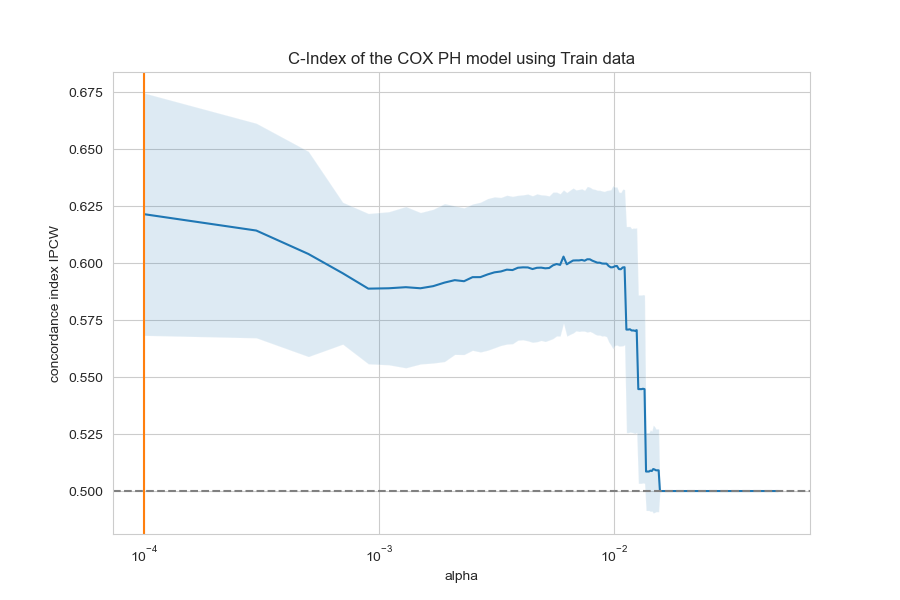 C-Index of the COX PH model using Train data
concordance index IPCW
0.675
0.650
0.625
0.600
0.575
0.550
0.525
0.500
10⁻⁴ 10⁻³ 10⁻²
alpha